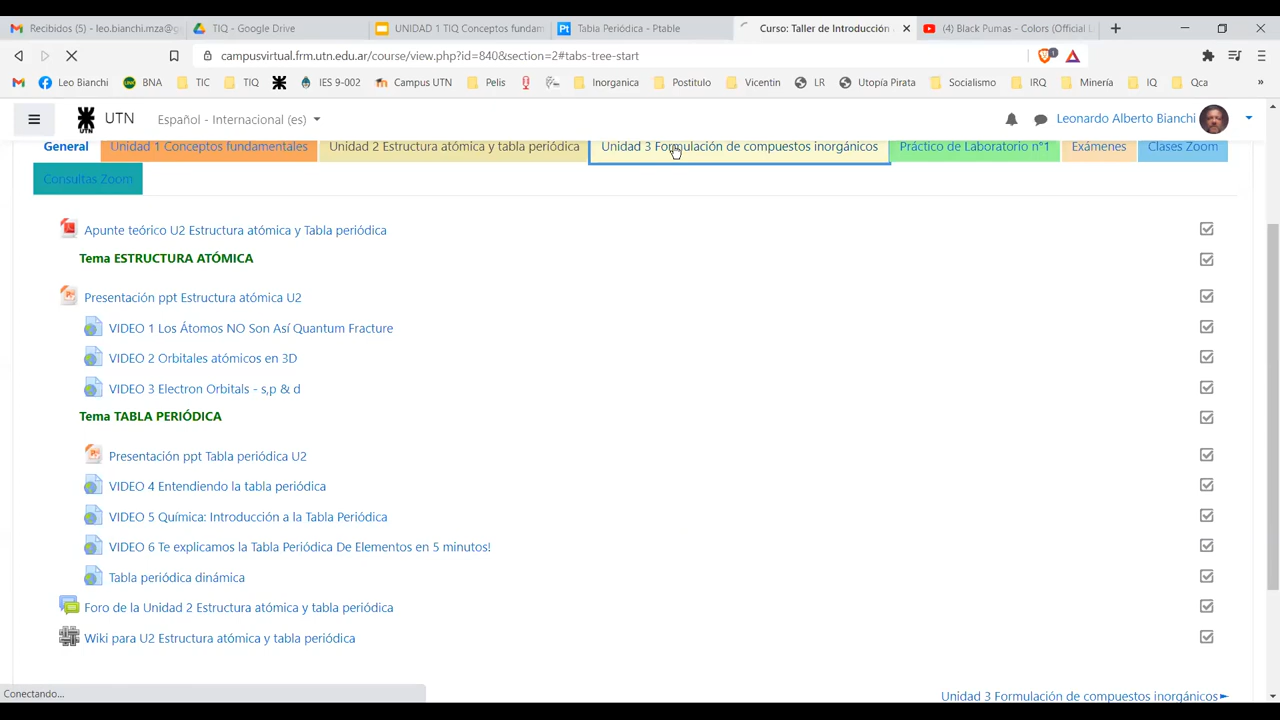 Recibidos (5) - leo.bianchi.mza@g
TIQ - Google Drive
UNIDAD 1 TIQ Conceptos fundam
Tabla Periódica - Ptable
Curso: Taller de Introducción
(4) Black Pumas - Colors (Official L
campusvirtual.frm.utn.edu.ar/course/view.php?id=840&section=2#tabs-tree-start
Leo Bianchi
BNA
TIC
TIQ
IES 9-002
Campus UTN
Pelis
Inorganica
Postitulo
Vicentin
LR
Utopía Pirata
Socialismo
IRQ
Minería
IQ
Qca
UTN
UTN
Español - Internacional (es)
Leonardo Alberto Bianchi
General
Unidad 1 Conceptos fundamentales
Unidad 2 Estructura atómica y tabla periódica
Unidad 3 Formulación de compuestos inorgánicos
Práctico de Laboratorio n°1
Exámenes
Clases Zoom
Consultas Zoom
Apunte teórico U2 Estructura atómica y Tabla periódica
Tema ESTRUCTURA ATÓMICA
Presentación ppt Estructura atómica U2
VIDEO 1 Los Átomos NO Son Así Quantum Fracture
VIDEO 2 Orbitales atómicos en 3D
VIDEO 3 Electron Orbitals - s,p & d
Tema TABLA PERIÓDICA
Presentación ppt Tabla periódica U2
VIDEO 4 Entendiendo la tabla periódica
VIDEO 5 Química: Introducción a la Tabla Periódica
VIDEO 6 Te explicamos la Tabla Periódica De Elementos en 5 minutos!
Tabla periódica dinámica
Foro de la Unidad 2 Estructura atómica y tabla periódica
Wiki para U2 Estructura atómica y tabla periódica
Conectando...
Unidad 3 Formulación de compuestos inorgánicos ►